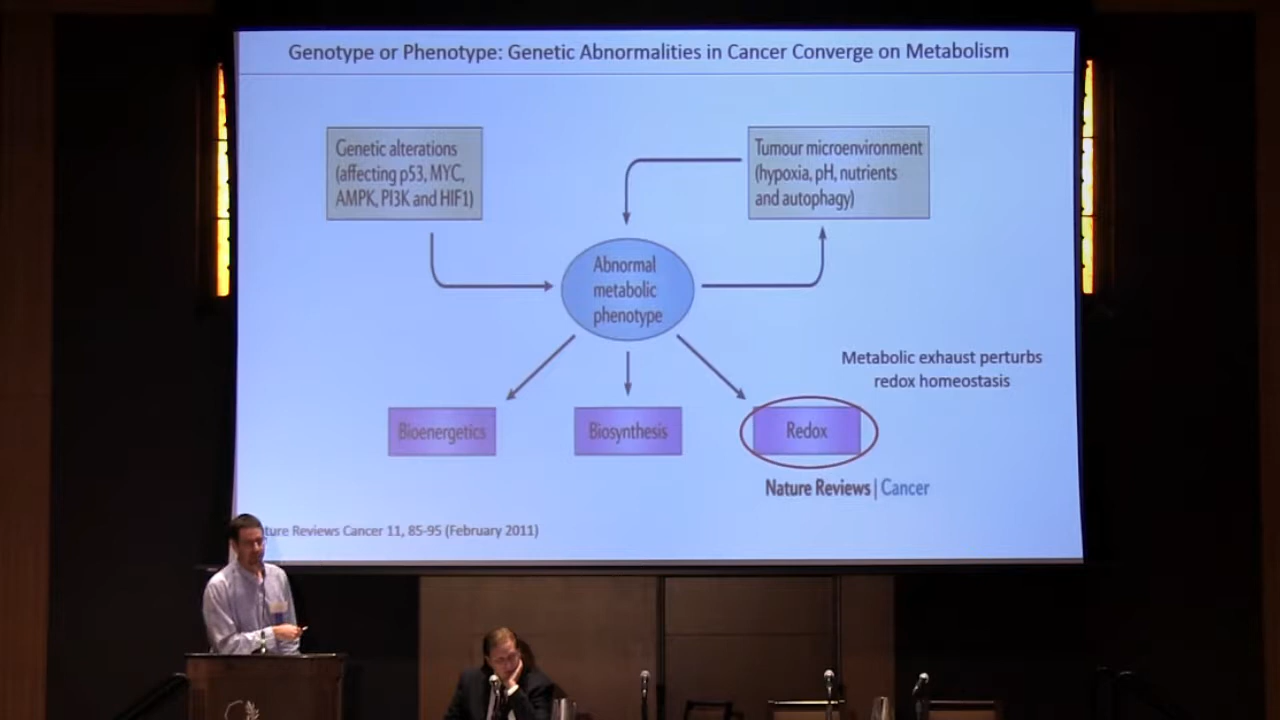 Genotype or Phenotype: Genetic Abnormalities in Cancer Converge on Metabolism
Genetic alterations
(affecting p53, MYC,
AMPK, PI3K and HIF1)
Tumour microenvironment
(hypoxia, pH, nutrients
and autophagy)
Abnormal
metabolic
phenotype
Metabolic exhaust perturbs
redox homeostasis
Bioenergetics
Biosynthesis
Redox
Nature Reviews | Cancer
ture Reviews Cancer 11, 85-95 (February 2011)